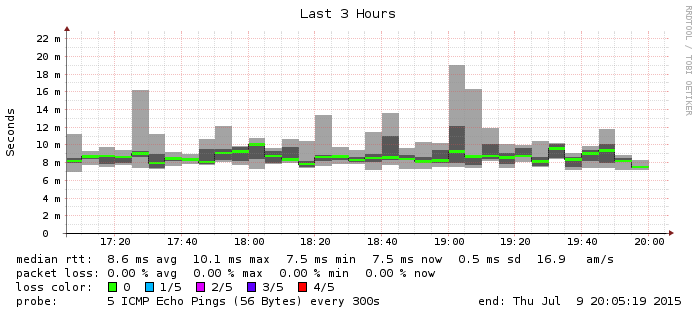 Last 3 Hours
RRDTOOL / TOBI OETIKER
Seconds
22 m
20 m
18 m
16 m
14 m
12 m
10 m
8 m
6 m
4 m
2 m
0
17:20 17:40 18:00 18:20 18:40 19:00 19:20 19:40 20:00
median rtt: 8.6 ms avg 10.1 ms max 7.5 ms min 7.5 ms now 0.5 ms sd 16.9 am/s
packet loss: 0.00 % avg 0.00 % max 0.00 % min 0.00 % now
loss color: 0 1/5 2/5 3/5 4/5
probe: 5 ICMP Echo Pings (56 Bytes) every 300s end: Thu Jul 9 20:05:19 2015